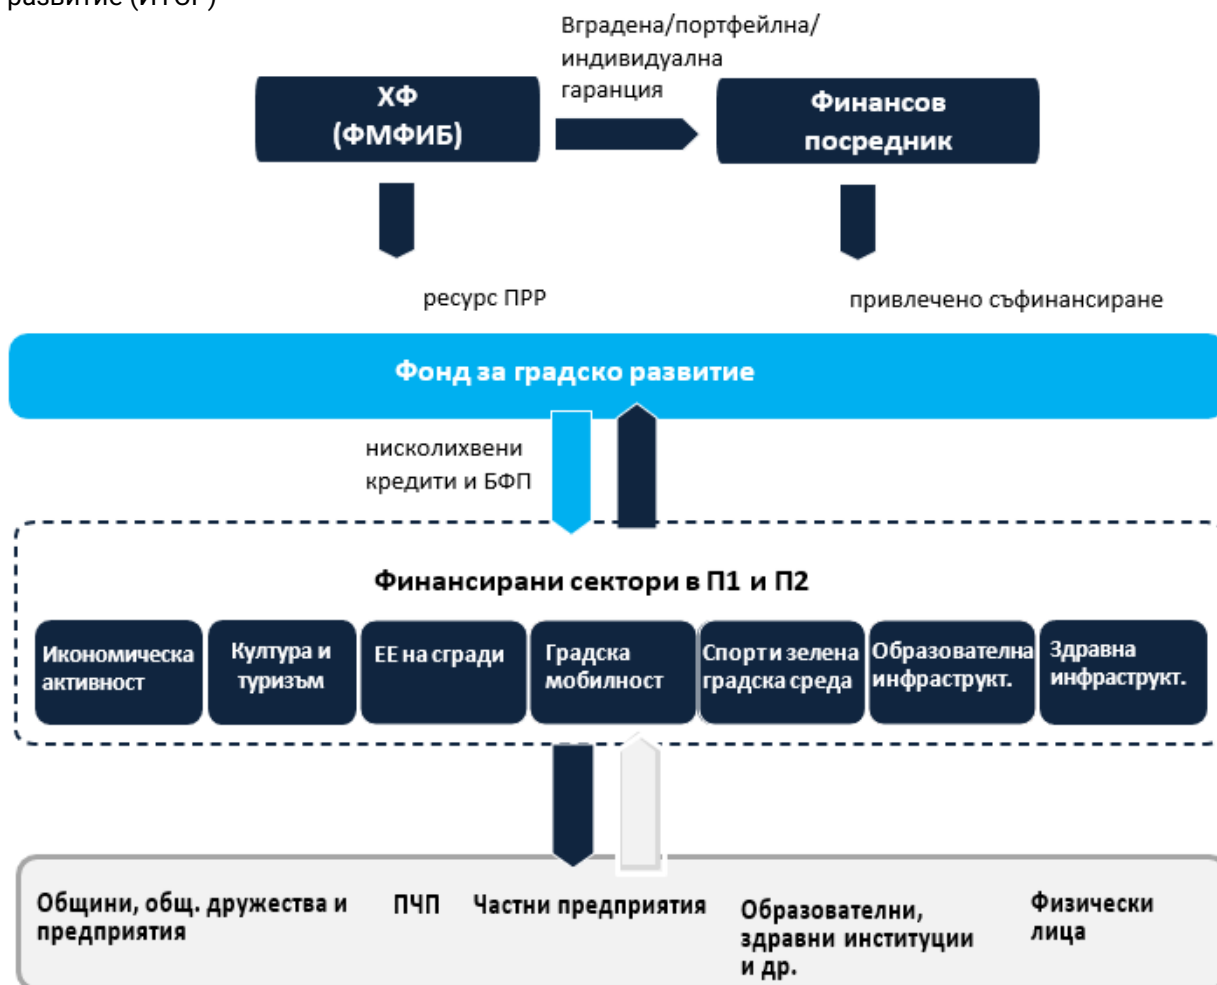 развитие (ИТСР)
Вградена/портфейлна/
индивидуална
гаранция
ХФ
(ФМФИБ)
Финансов
посредник
ресурс ПРР
привлечено съфинансиране
Фонд за градско развитие
нисколихвени
кредити и БФП
Финансирани сектори в П1 и П2
Икономическа
активност
Култура и
туризъм
ЕЕ на сгради
Градска
мобилност
Спорт и зелена
градска среда
Образователна
инфраструкт.
Здравна
инфраструкт.
Общини, общ. дружества и
предприятия
ПЧП
Частни предприятия
Образователни,
здравни институции
и др.
Физически
лица